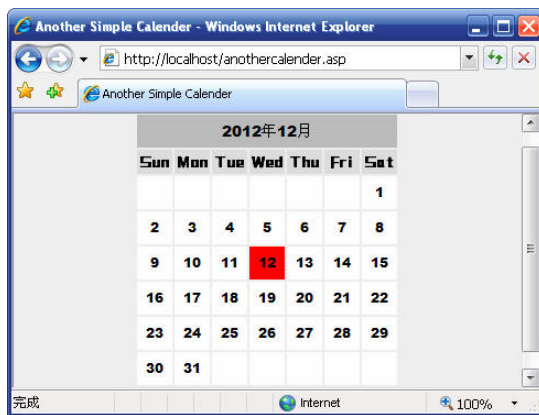 Another Simple Calender - Windows Internet Explorer
http://localhost/anothercalender.asp
Another Simple Calender
2012年12月
Sun Mon Tue Wed Thu Fri Sat
1
2 3 4 5 6 7 8
9 10 11 12 13 14 15
16 17 18 19 20 21 22
23 24 25 26 27 28 29
30 31
完成 Internet 100%